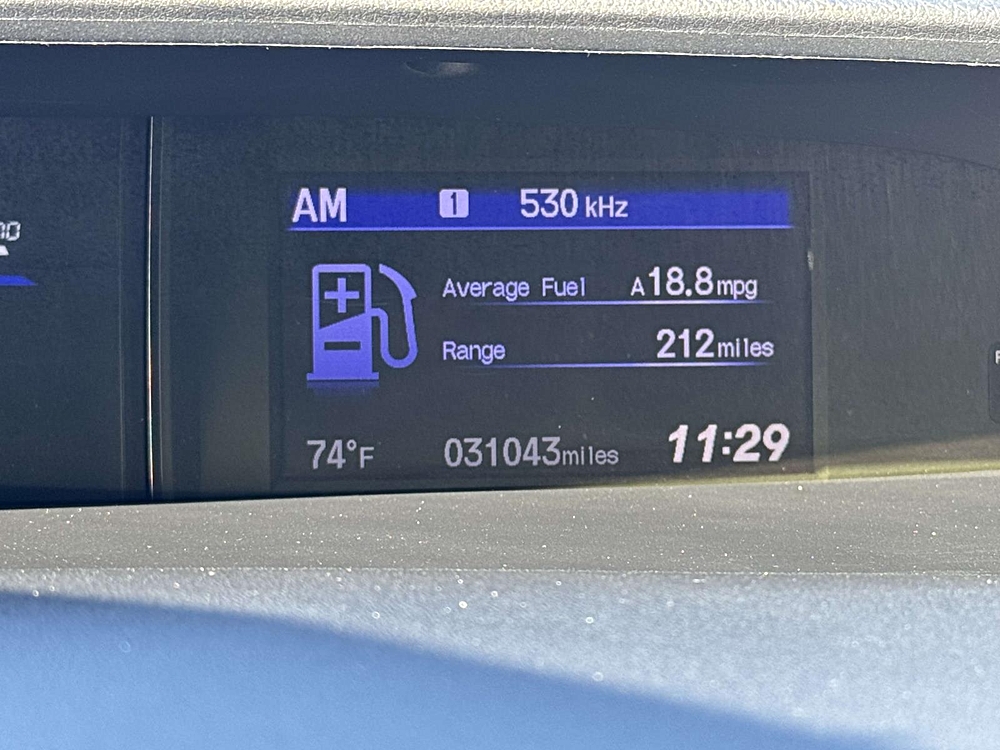 AM 1 530 kHz
Average Fuel A18.8mpg
Range 212miles
74°F 031043miles 11:29